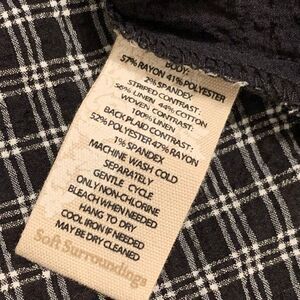 BODY:
57% RAYON 41% POLYESTER
2% SPANDEX
STRIPED CONTRAST:
56% LINEN 44% COTTON
WOVEN CONTRAST:
100% LINEN
BACK PLAID CONTRAST:
52% POLYESTER 47% RAYON
1% SPANDEX
MACHINE WASH COLD
SEPARATELY
GENTLE CYCLE
ONLY NON-CHLORINE
BLEACH WHEN NEEDED
HANG TO DRY
COOL IRON IF NEEDED
MAY BE DRY CLEANED
Soft Surroundings